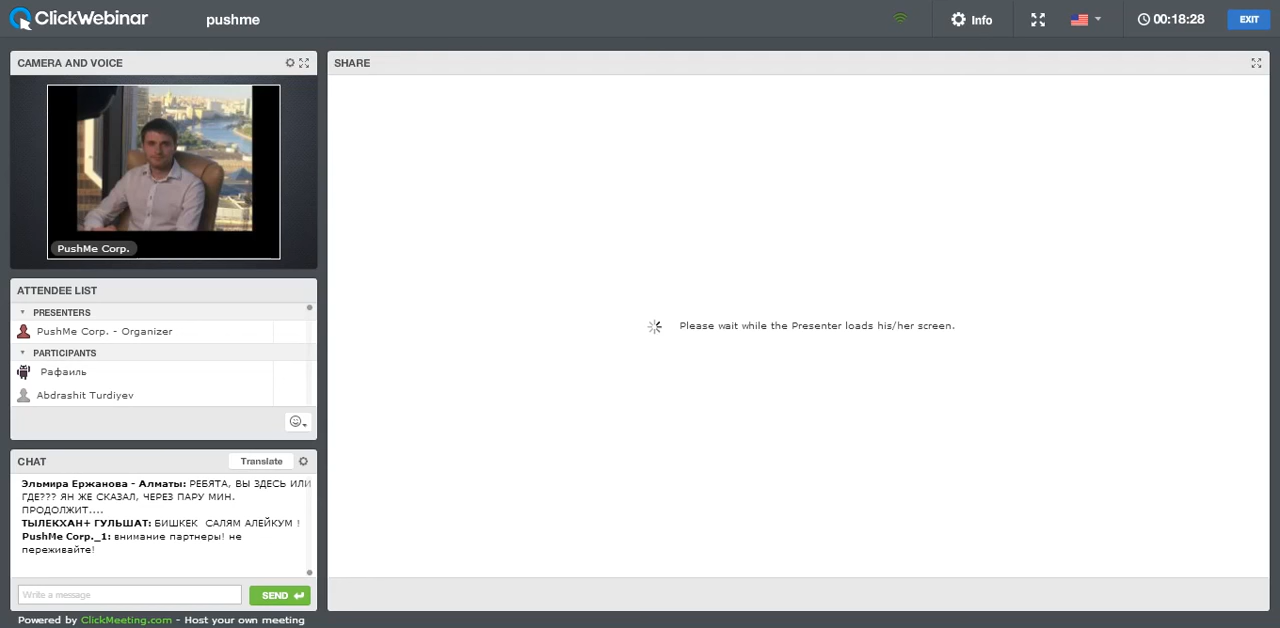 ClickWebinar
pushme
Info
00:18:28
EXIT
CAMERA AND VOICE
PushMe Corp.
ATTENDEE LIST
PRESENTERS
PushMe Corp. - Organizer
PARTICIPANTS
Рафаиль
Abdrashit Turdiyev
CHAT
Translate
Эльмира Ержанова - Алматы: РЕБЯТА, ВЫ ЗДЕСЬ ИЛИ
ГДЕ??? ЯН ЖЕ СКАЗАЛ, ЧЕРЕЗ ПАРУ МИН.
ПРОДОЛЖИТ....
ТЫЛЕКХАН+ ГУЛЬШАТ: БИШКЕК САЛЯМ АЛЕЙКУМ !
PushMe Corp._1: внимание партнеры! не
переживайте!
Write a message
SEND
Powered by ClickMeeting.com - Host your own meeting
SHARE
Please wait while the Presenter loads his/her screen.